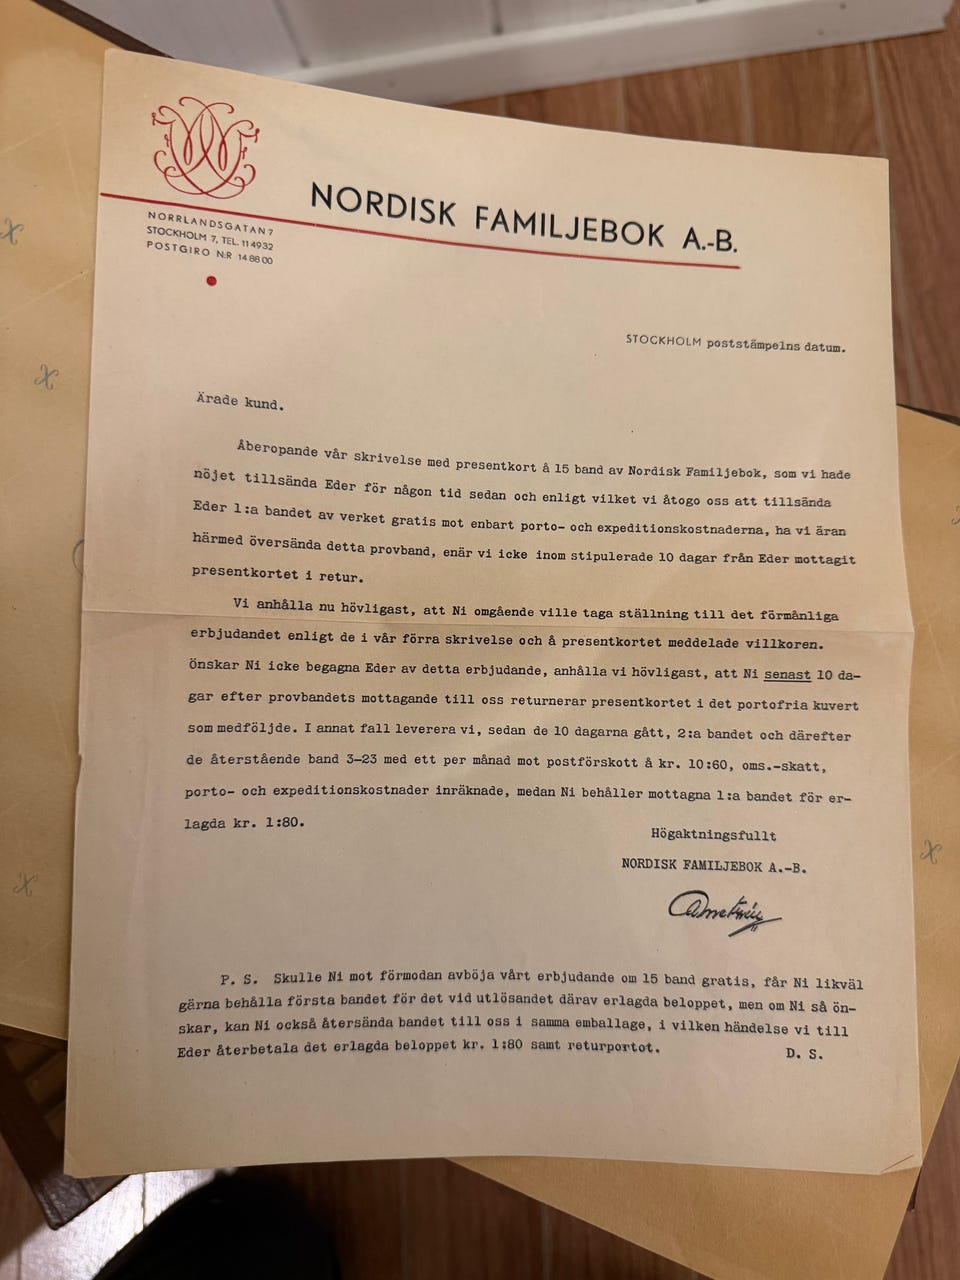 NORDISK FAMILJEBOK A.-B.
NORRLANDSGATAN 7
STOCKHOLM 7, TEL. 11 49 32
POSTGIRO N:R 14 88 00
STOCKHOLM poststämpelns datum.
Ärade kund.
Åberopande vår skrivelse med presentkort å 15 band av Nordisk Familjebok, som vi hade
nöjet tillsända Eder för någon tid sedan och enligt vilket vi åtogo oss att tillsända
Eder 1:a bandet av verket gratis mot enbart porto- och expeditionskostnaderna, ha vi äran
härmed översända detta provband, enär vi icke inom stipulerade 10 dagar från Eder mottagit
presentkortet i retur.
Vi anhålla nu hövligast, att Ni omgående ville taga ställning till det förmånliga
erbjudandet enligt de i vår förra skrivelse och å presentkortet meddelade villkoren.
önskar Ni icke begagna Eder av detta erbjudande, anhålla vi hövligast, att Ni senast 10 da-
gar efter provbandets mottagande till oss returnerar presentkortet i det portofria kuvert
som medföljde. I annat fall leverera vi, sedan de 10 dagarna gått, 2:a bandet och därefter
de återstående band 3-23 med ett per månad mot postförskott å kr. 10:60, oms.-skatt,
porto- och expeditionskostnader inräknade, medan Ni behåller mottagna 1:a bandet för er-
lagda kr. 1:80.
Högaktningsfullt
NORDISK FAMILJEBOK A.-B.
P. S. Skulle Ni mot förmodan avböja vårt erbjudande om 15 band gratis, får Ni likväl
gärna behålla första bandet för det vid utlösandet därav erlagda beloppet, men om Ni så ön-
skar, kan Ni också återsända bandet till oss i samma emballage, i vilken händelse vi till
Eder återbetala det erlagda beloppet kr. 1:80 samt returportot. D. S.